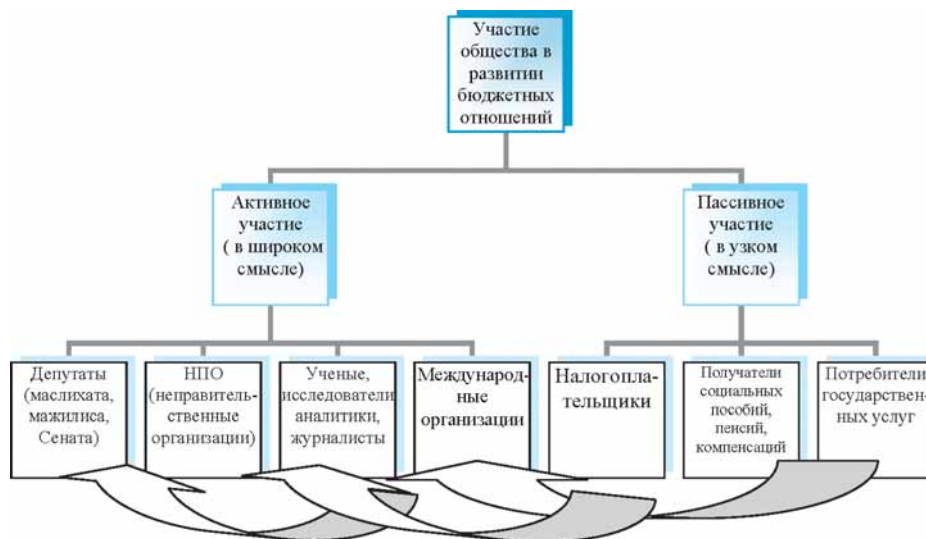 Участие
общества в
развитии
бюджетных
отношений
Активное
участие
( в широком
смысле)
Пассивное
участие
( в узком
смысле)
Депутаты
(маслихата,
мажилиса,
Сената)
НПО
(неправитель-
ственные
организации)
Ученые,
исследователи
аналитики,
журналисты
Международ-
ные
организации
Налогопла-
тельщики
Получатели
социальных
пособий,
пенсий,
компенсаций
Потребители
государствен-
ных услуг